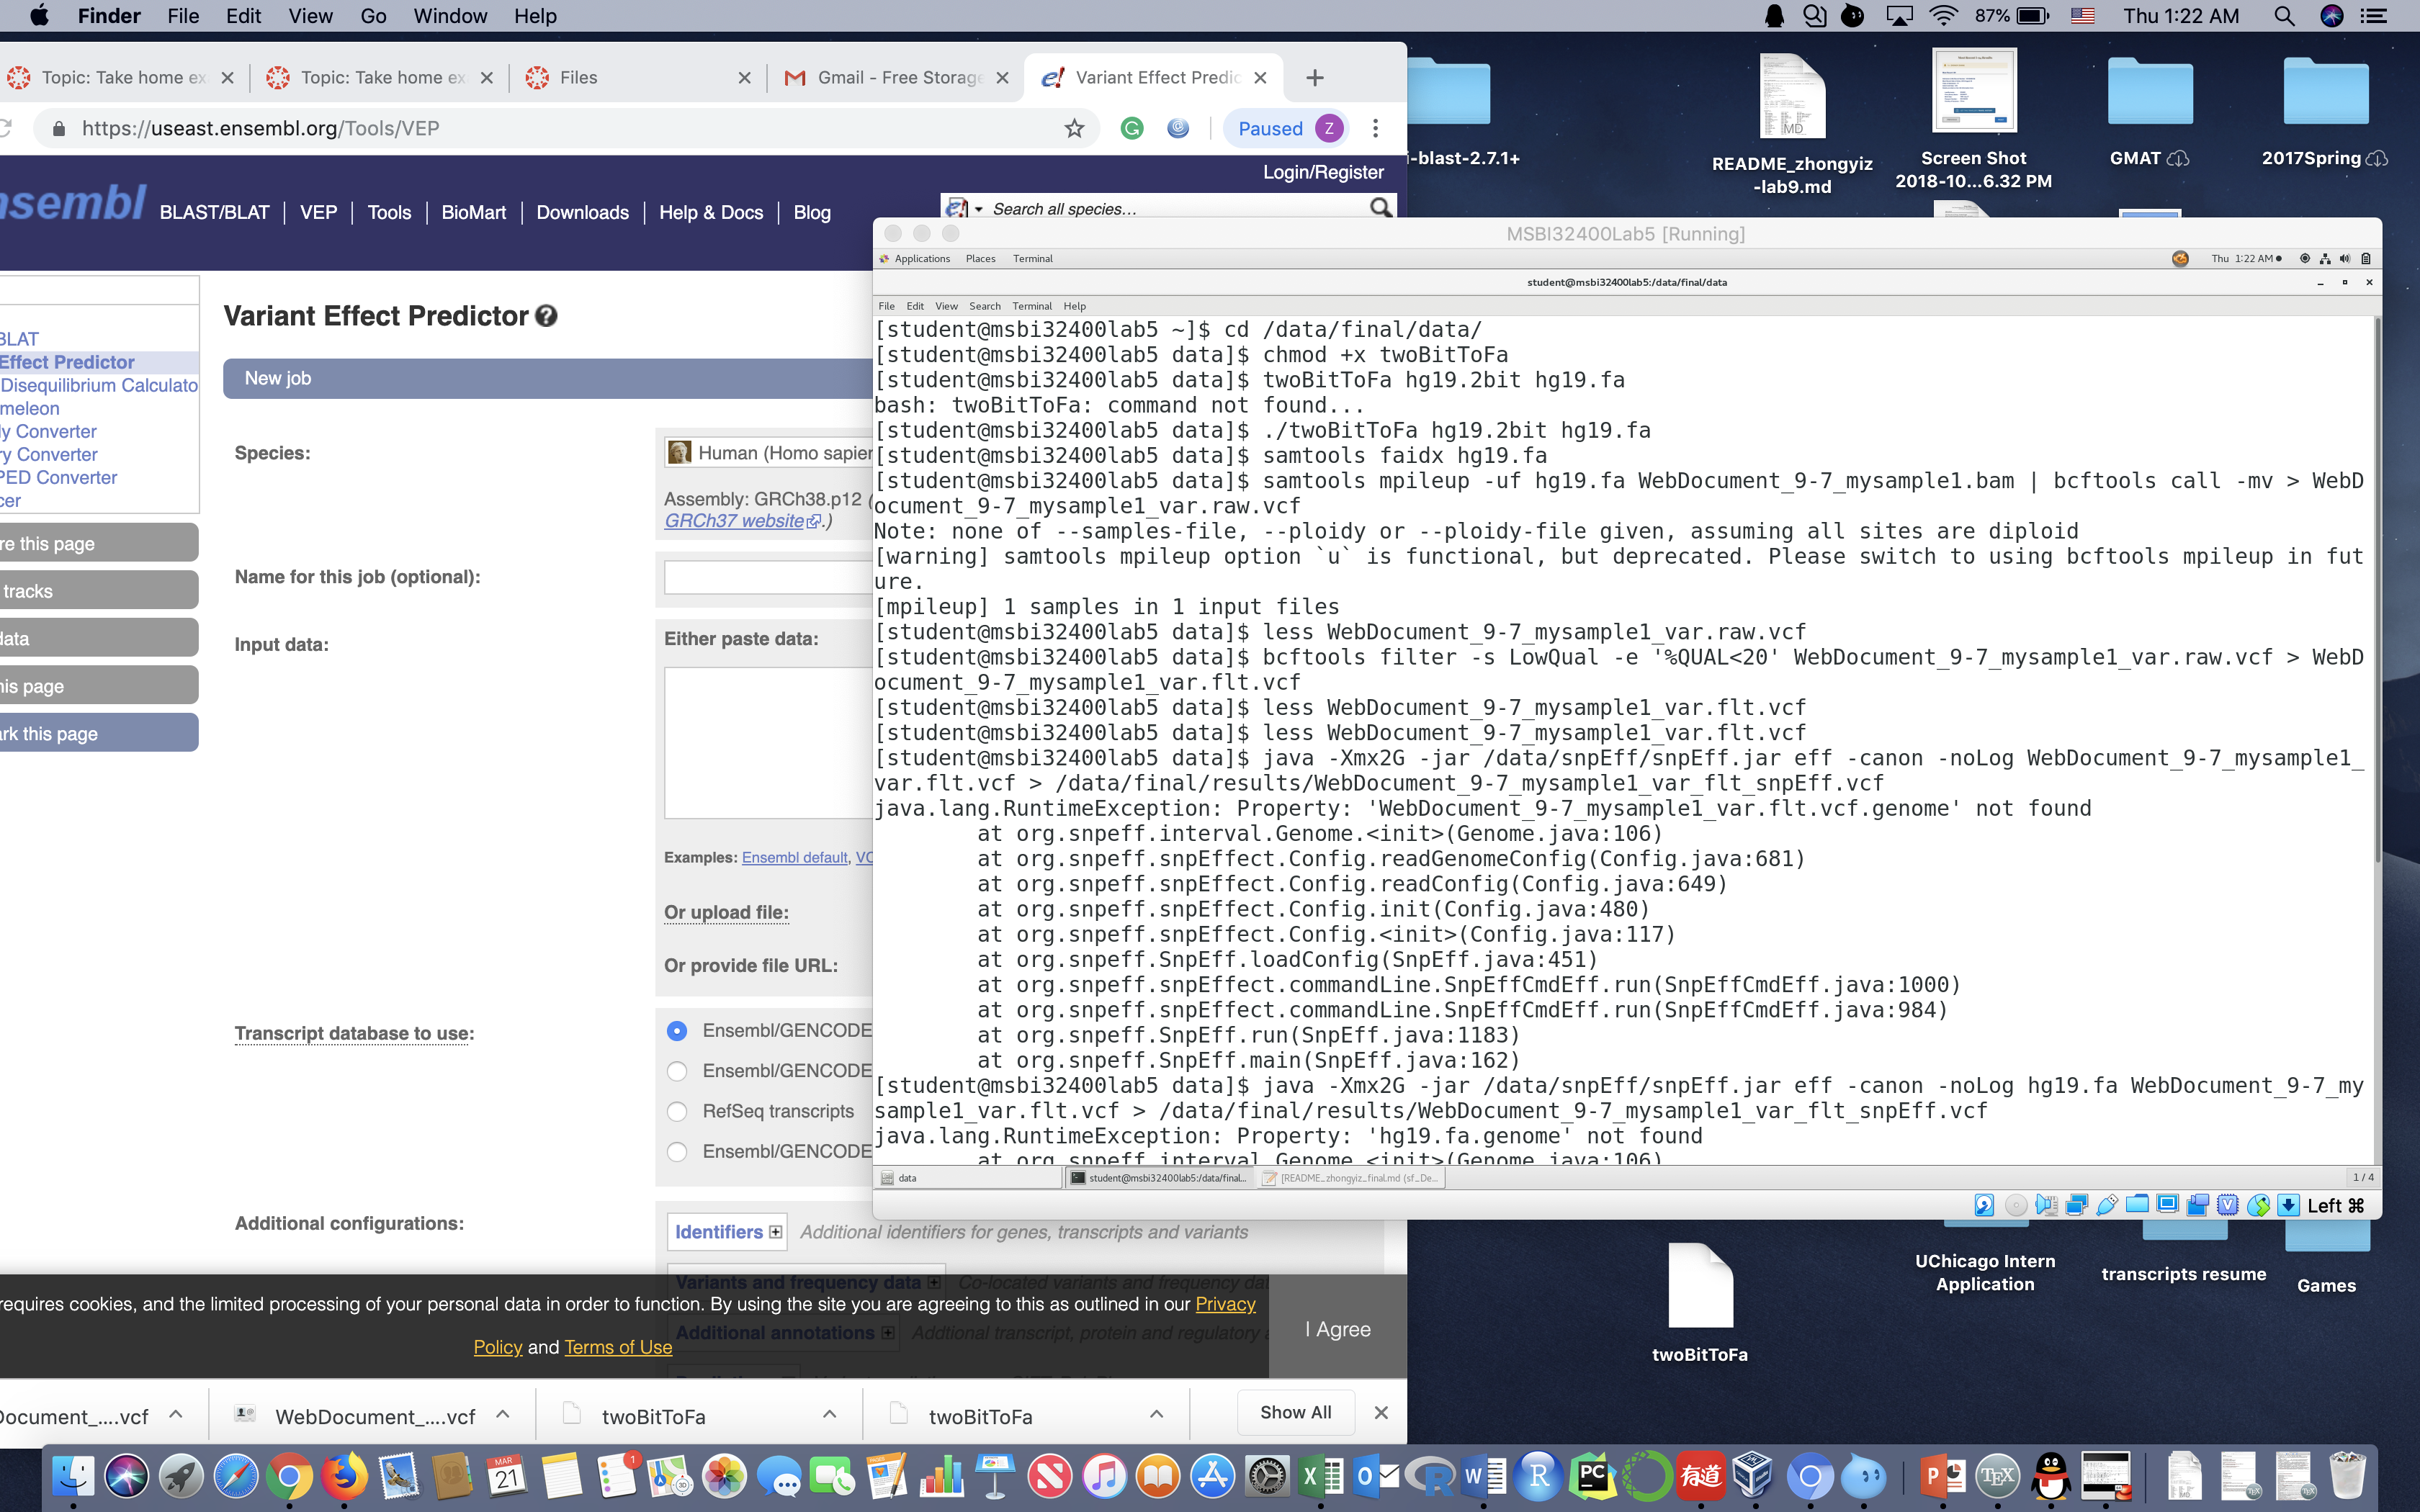 Finder File Edit View Go Window Help 87% Thu 1:22 AM
Topic: Take home ex
Topic: Take home ex
Files
Gmail - Free Storage
Variant Effect Predic
https://useast.ensembl.org/Tools/VEP
Paused Z
Login/Register
nsembl BLAST/BLAT | VEP | Tools | BioMart | Downloads | Help & Docs | Blog
Search all species…
BLAT
Effect Predictor
Disequilibrium Calculato
meleon
ly Converter
ry Converter
PED Converter
cer
re this page
tracks
data
his page
ark this page
Variant Effect Predictor
New job
Species:
Human (Homo sapien
Assembly: GRCh38.p12 (
GRCh37 website .)
Name for this job (optional):
Input data:
Either paste data:
Examples: Ensembl default, VC
Or upload file:
Or provide file URL:
Transcript database to use:
Ensembl/GENCODE
Ensembl/GENCODE
RefSeq transcripts
Ensembl/GENCODE
Additional configurations:
Identifiers Additional identifiers for genes, transcripts and variants
Variants and frequency data Co-located variants and frequency dat
Additional annotations Addtional transcript, protein and regulatory a
requires cookies, and the limited processing of your personal data in order to function. By using the site you are agreeing to this as outlined in our Privacy
Policy and Terms of Use
I Agree
Document_....vcf
WebDocument_....vcf
twoBitToFa
twoBitToFa
Show All
MSBI32400Lab5 [Running]
Applications Places Terminal Thu 1:22 AM
student@msbi32400lab5:/data/final/data
File Edit View Search Terminal Help
[student@msbi32400lab5 ~]$ cd /data/final/data/
[student@msbi32400lab5 data]$ chmod +x twoBitToFa
[student@msbi32400lab5 data]$ twoBitToFa hg19.2bit hg19.fa
bash: twoBitToFa: command not found...
[student@msbi32400lab5 data]$ ./twoBitToFa hg19.2bit hg19.fa
[student@msbi32400lab5 data]$ samtools faidx hg19.fa
[student@msbi32400lab5 data]$ samtools mpileup -uf hg19.fa WebDocument_9-7_mysample1.bam | bcftools call -mv > WebD
ocument_9-7_mysample1_var.raw.vcf
Note: none of --samples-file, --ploidy or --ploidy-file given, assuming all sites are diploid
[warning] samtools mpileup option `u` is functional, but deprecated. Please switch to using bcftools mpileup in fut
ure.
[mpileup] 1 samples in 1 input files
[student@msbi32400lab5 data]$ less WebDocument_9-7_mysample1_var.raw.vcf
[student@msbi32400lab5 data]$ bcftools filter -s LowQual -e '%QUAL<20' WebDocument_9-7_mysample1_var.raw.vcf > WebD
ocument_9-7_mysample1_var.flt.vcf
[student@msbi32400lab5 data]$ less WebDocument_9-7_mysample1_var.flt.vcf
[student@msbi32400lab5 data]$ less WebDocument_9-7_mysample1_var.flt.vcf
[student@msbi32400lab5 data]$ java -Xmx2G -jar /data/snpEff/snpEff.jar eff -canon -noLog WebDocument_9-7_mysample1_
var.flt.vcf > /data/final/results/WebDocument_9-7_mysample1_var_flt_snpEff.vcf
java.lang.RuntimeException: Property: 'WebDocument_9-7_mysample1_var.flt.vcf.genome' not found
at org.snpeff.interval.Genome.<init>(Genome.java:106)
at org.snpeff.snpEffect.Config.readGenomeConfig(Config.java:681)
at org.snpeff.snpEffect.Config.readConfig(Config.java:649)
at org.snpeff.snpEffect.Config.init(Config.java:480)
at org.snpeff.snpEffect.Config.<init>(Config.java:117)
at org.snpeff.SnpEff.loadConfig(SnpEff.java:451)
at org.snpeff.snpEffect.commandLine.SnpEffCmdEff.run(SnpEffCmdEff.java:1000)
at org.snpeff.snpEffect.commandLine.SnpEffCmdEff.run(SnpEffCmdEff.java:984)
at org.snpeff.SnpEff.run(SnpEff.java:1183)
at org.snpeff.SnpEff.main(SnpEff.java:162)
[student@msbi32400lab5 data]$ java -Xmx2G -jar /data/snpEff/snpEff.jar eff -canon -noLog hg19.fa WebDocument_9-7_my
sample1_var.flt.vcf > /data/final/results/WebDocument_9-7_mysample1_var_flt_snpEff.vcf
java.lang.RuntimeException: Property: 'hg19.fa.genome' not found
at org.snpeff.interval.Genome.<init>(Genome.java:106)
data
student@msbi32400lab5:/data/final...
[README_zhongyiz_final.md (sf_De...
1 / 4
Left ⌘
i-blast-2.7.1+
MD
README_zhongyiz
-lab9.md
Screen Shot
2018-10...6.32 PM
GMAT
2017Spring
twoBitToFa
UChicago Intern
Application
transcripts resume
Games
MAR
21
1
PC
有道
TEX